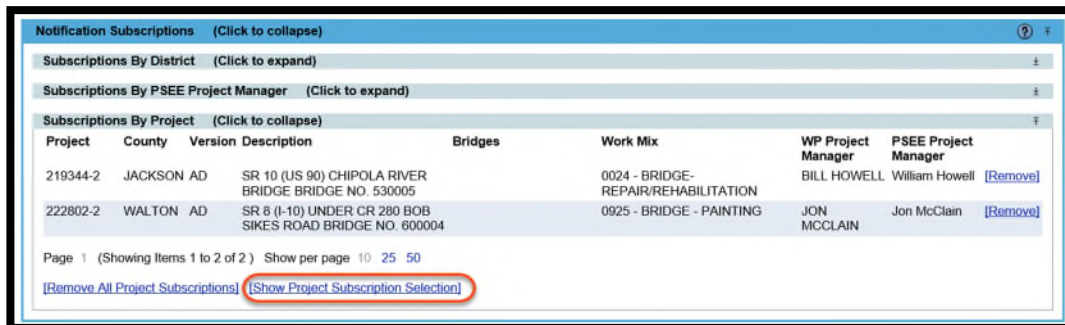 Notification Subscriptions (Click to collapse)
Subscriptions By District (Click to expand)
Subscriptions By PSEE Project Manager (Click to expand)
Subscriptions By Project (Click to collapse)
Project County Version Description Bridges Work Mix WP Project Manager PSEE Project Manager
219344-2 JACKSON AD SR 10 (US 90) CHIPOLA RIVER BRIDGE BRIDGE NO. 530005 0024 - BRIDGE-REPAIR/REHABILITATION BILL HOWELL William Howell [Remove]
222802-2 WALTON AD SR 8 (I-10) UNDER CR 280 BOB SIKES ROAD BRIDGE NO. 600004 0925 - BRIDGE - PAINTING JON MCCLAIN Jon McClain [Remove]
Page 1 (Showing Items 1 to 2 of 2 ) Show per page 10 25 50
[Remove All Project Subscriptions] [Show Project Subscription Selection]